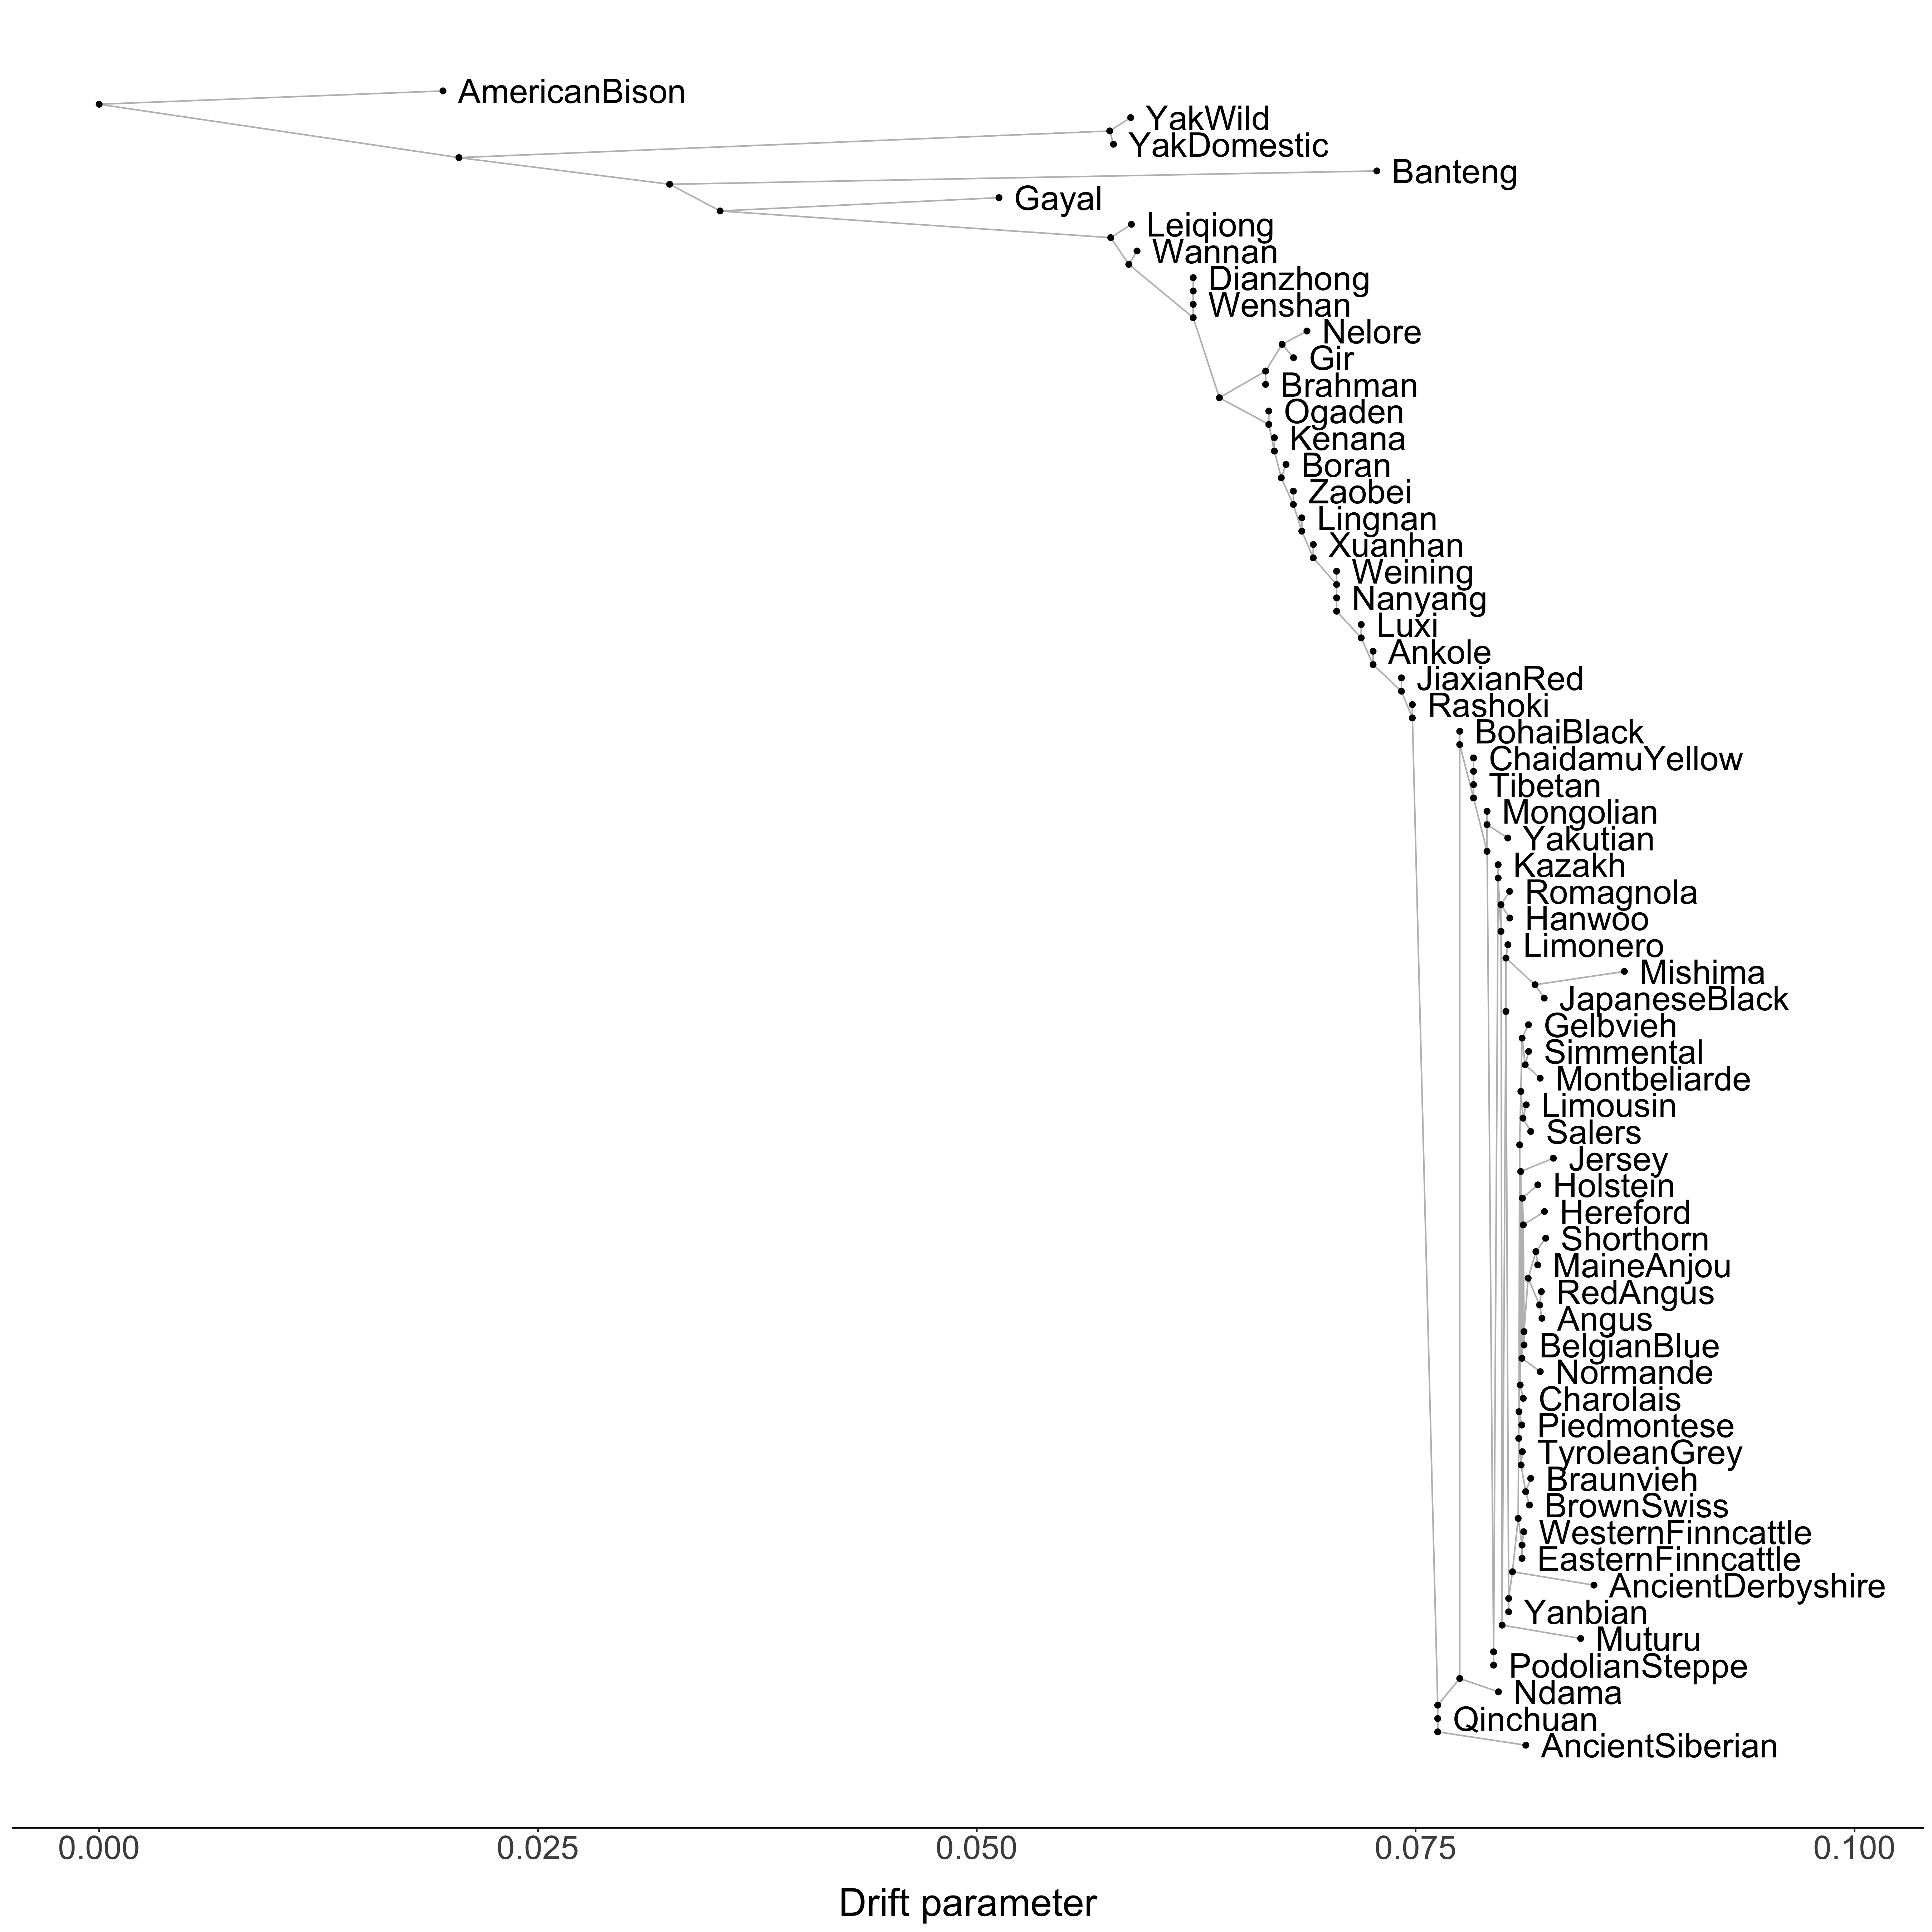 AmericanBison
YakWild
YakDomestic
Banteng
Gayal
Leiqiong
Wannan
Dianzhong
Wenshan
Nelore
Gir
Brahman
Ogaden
Kenana
Boran
Zaobei
Lingnan
Xuanhan
Weining
Nanyang
Luxi
Ankole
JiaxianRed
Rashoki
BohaiBlack
ChaidamuYellow
Tibetan
Mongolian
Yakutian
Kazakh
Romagnola
Hanwoo
Limonero
Mishima
JapaneseBlack
Gelbvieh
Simmental
Montbeliarde
Limousin
Salers
Jersey
Holstein
Hereford
Shorthorn
MaineAnjou
RedAngus
Angus
BelgianBlue
Normande
Charolais
Piedmontese
TyroleanGrey
Braunvieh
BrownSwiss
WesternFinncattle
EasternFinncattle
AncientDerbyshire
Yanbian
Muturu
PodolianSteppe
Ndama
Qinchuan
AncientSiberian
0.000 0.025 0.050 0.075 0.100
Drift parameter